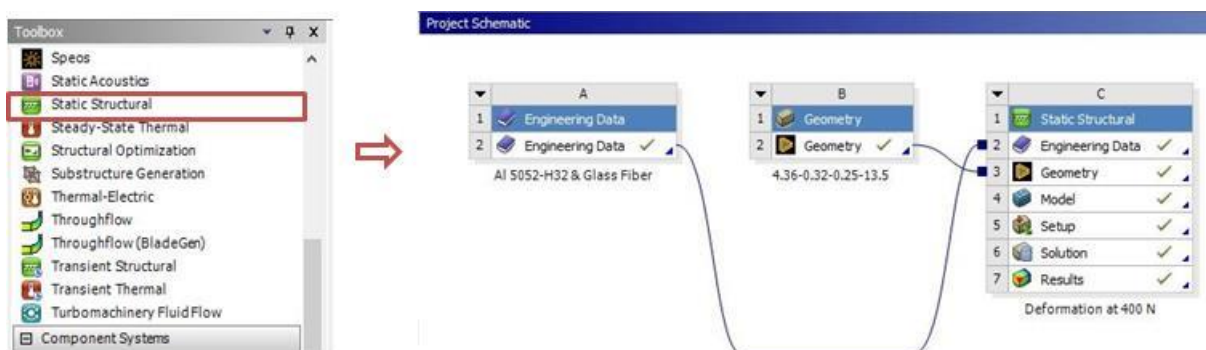 Toolbox
Speos
Static Acoustics
Static Structural
Steady-State Thermal
Structural Optimization
Substructure Generation
Thermal-Electric
Throughflow
Throughflow (BladeGen)
Transient Structural
Transient Thermal
Turbomachinery Fluid Flow
Component Systems
Project Schematic
A
1 Engineering Data
2 Engineering Data
Al 5052-H32 & Glass Fiber
B
1 Geometry
2 Geometry
4.36-0.32-0.25-13.5
C
1 Static Structural
2 Engineering Data
3 Geometry
4 Model
5 Setup
6 Solution
7 Results
Deformation at 400 N